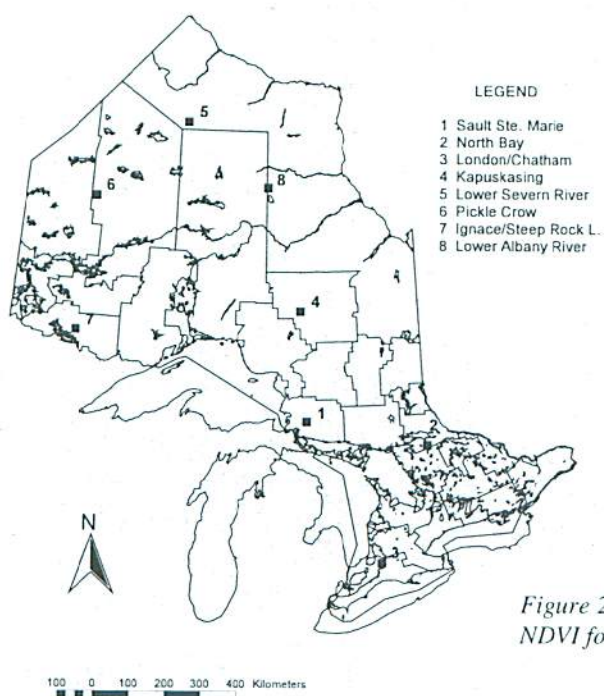 LEGEND
1 Sault Ste. Marie
2 North Bay
3 London/Chatham
4 Kapuskasing
5 Lower Severn River
6 Pickle Crow
7 Ignace/Steep Rock L.
8 Lower Albany River
5
6
8
4
7
1
2
3
N
Figure 2
NDVI fo
100 0 100 200 300 400 Kilometers